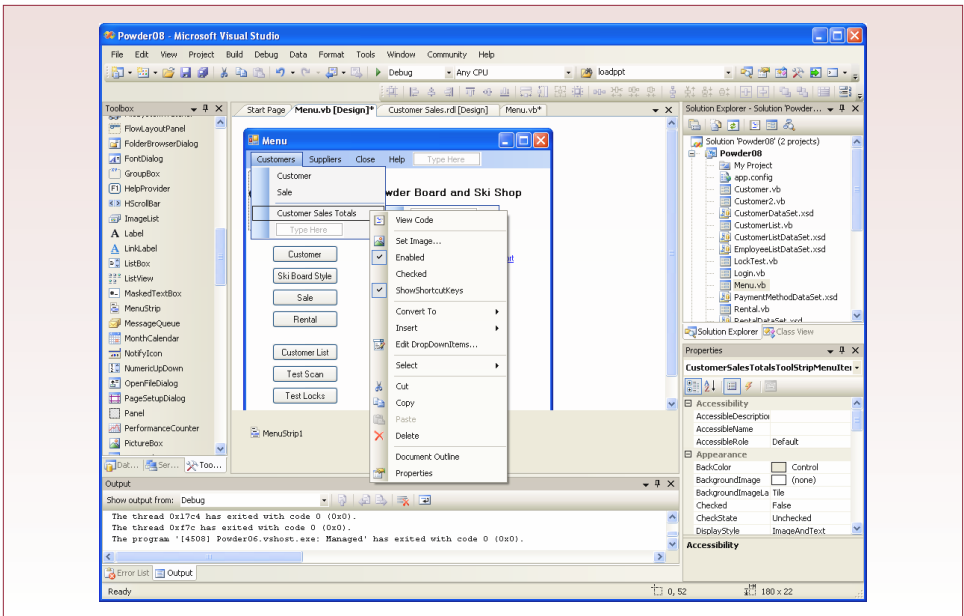 Powder08 - Microsoft Visual Studio
File Edit View Project Build Debug Data Format Tools Window Community Help
Debug Any CPU loadppt
Toolbox
FlowLayoutPanel
FolderBrowserDialog
FontDialog
GroupBox
HelpProvider
HScrollBar
ImageList
Label
LinkLabel
ListBox
ListView
MaskedTextBox
MenuStrip
MessageQueue
MonthCalendar
NotifyIcon
NumericUpDown
OpenFileDialog
PageSetupDialog
Panel
PerformanceCounter
PictureBox
Dat... Ser... Too...
Start Page Menu.vb [Design]* Customer Sales.rdl [Design] Menu.vb*
Menu
Customers Suppliers Close Help Type Here
Customer
Sale
Customer Sales Totals
Type Here
wder Board and Ski Shop
Customer
Ski Board Style
Sale
Rental
Customer List
Test Scan
Test Locks
MenuStrip1
View Code
Set Image...
Enabled
Checked
ShowShortcutKeys
Convert To
Insert
Edit DropDownItems...
Select
Cut
Copy
Paste
Delete
Document Outline
Properties
Solution Explorer - Solution 'Powder...
Solution 'Powder08' (2 projects)
Powder08
My Project
app.config
Customer.vb
Customer2.vb
CustomerDataSet.xsd
CustomerList.vb
CustomerListDataSet.xsd
EmployeeListDataSet.xsd
LockTest.vb
Login.vb
Menu.vb
PaymentMethodDataSet.xsd
Rental.vb
RentalDataSet.xsd
Solution Explorer Class View
Properties
CustomerSalesTotalsToolStripMenuItei
Accessibility
AccessibleDescription
AccessibleName
AccessibleRole Default
Appearance
BackColor Control
BackgroundImage (none)
BackgroundImageLa Tile
Checked False
CheckState Unchecked
DisplayStyle ImageAndText
Accessibility
Output
Show output from: Debug
The thread 0x17c4 has exited with code 0 (0x0).
The thread 0xf7c has exited with code 0 (0x0).
The program '[4508] Powder06.vshost.exe: Managed' has exited with code 0 (0x0).
Error List Output
Ready 0, 52 180 x 22